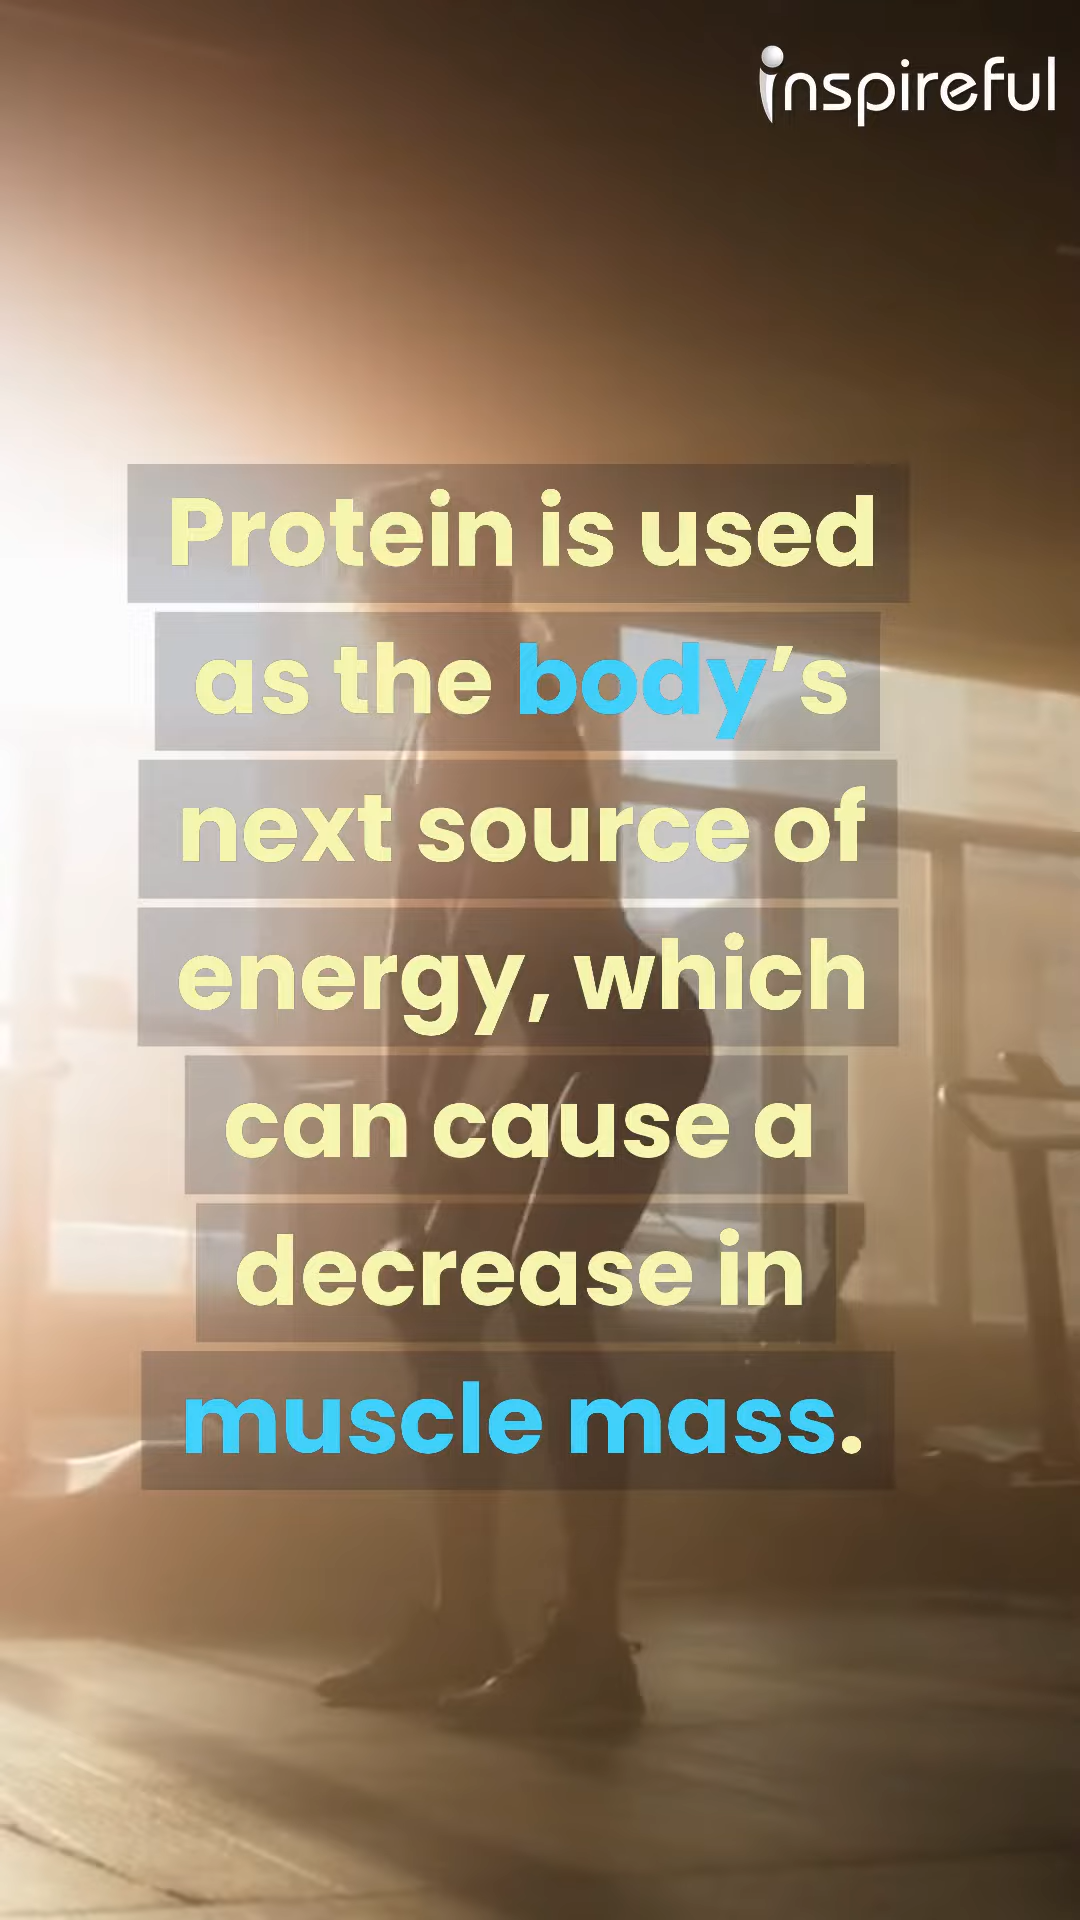 inspireful
Protein is used
as the body’s
next source of
energy, which
can cause a
decrease in
muscle mass.